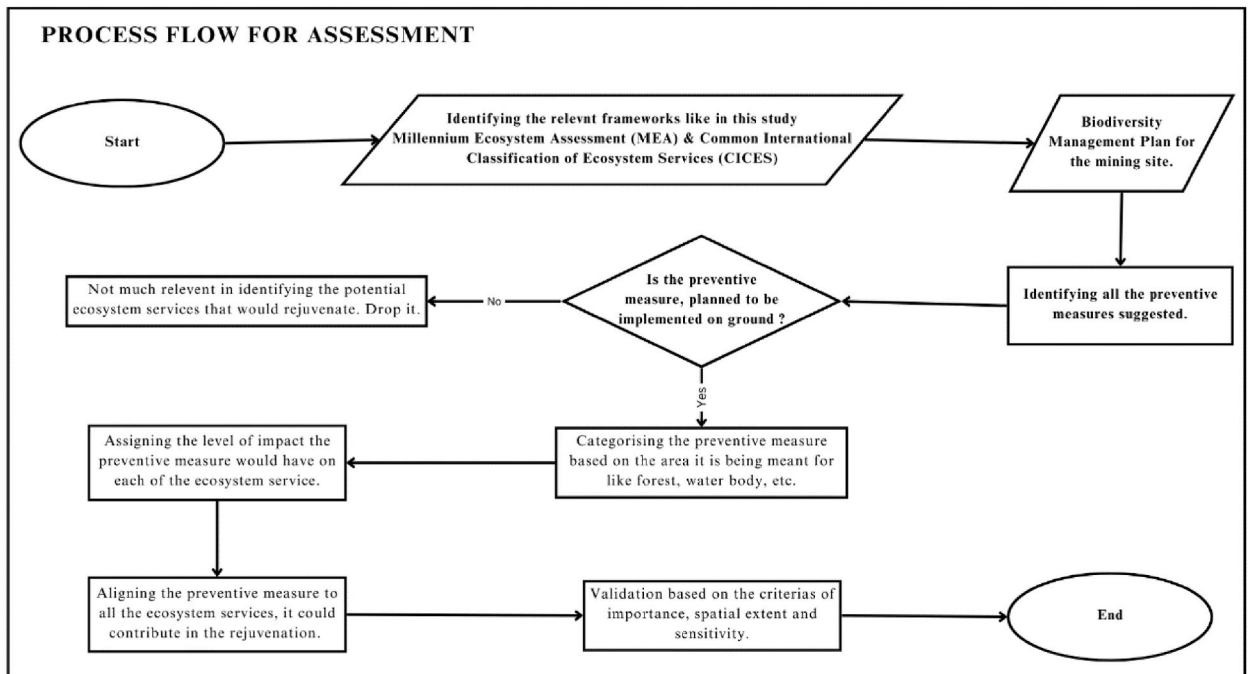 PROCESS FLOW FOR ASSESSMENT
Start
Identifying the relevnt frameworks like in this study
Millennium Ecosystem Assessment (MEA) & Common International
Classification of Ecosystem Services (CICES)
Biodiversity
Management Plan for
the mining site.
Identifying all the preventive
measures suggested.
Is the preventive
measure, planned to be
implemented on ground ?
No
Not much relevent in identifying the potential
ecosystem services that would rejuvenate. Drop it.
Yes
Categorising the preventive measure
based on the area it is being meant for
like forest, water body, etc.
Assigning the level of impact the
preventive measure would have on
each of the ecosystem service.
Aligning the preventive measure to
all the ecosystem services, it could
contribute in the rejuvenation.
Validation based on the criterias of
importance, spatial extent and
sensitivity.
End